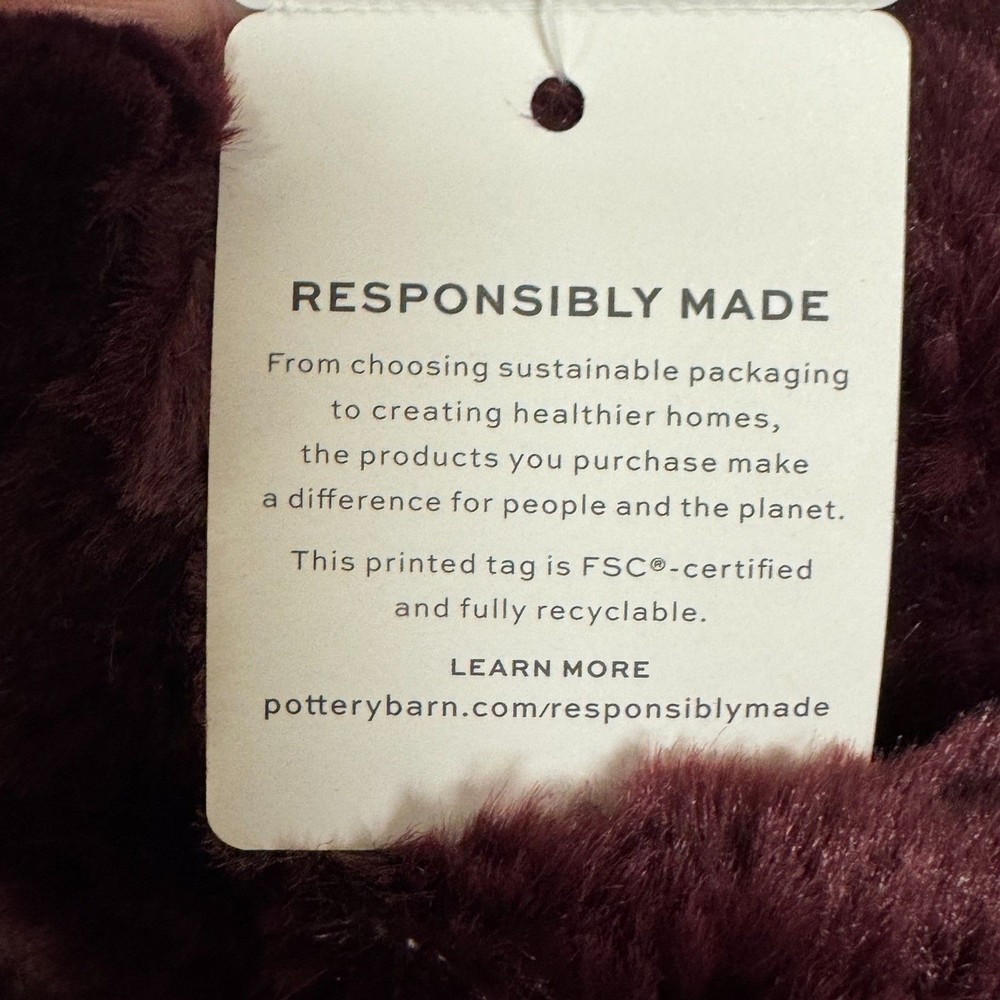 RESPONSIBLY MADE
From choosing sustainable packaging
to creating healthier homes,
the products you purchase make
a difference for people and the planet.
This printed tag is FSC®-certified
and fully recyclable.
LEARN MORE
potterybarn.com/responsiblymade